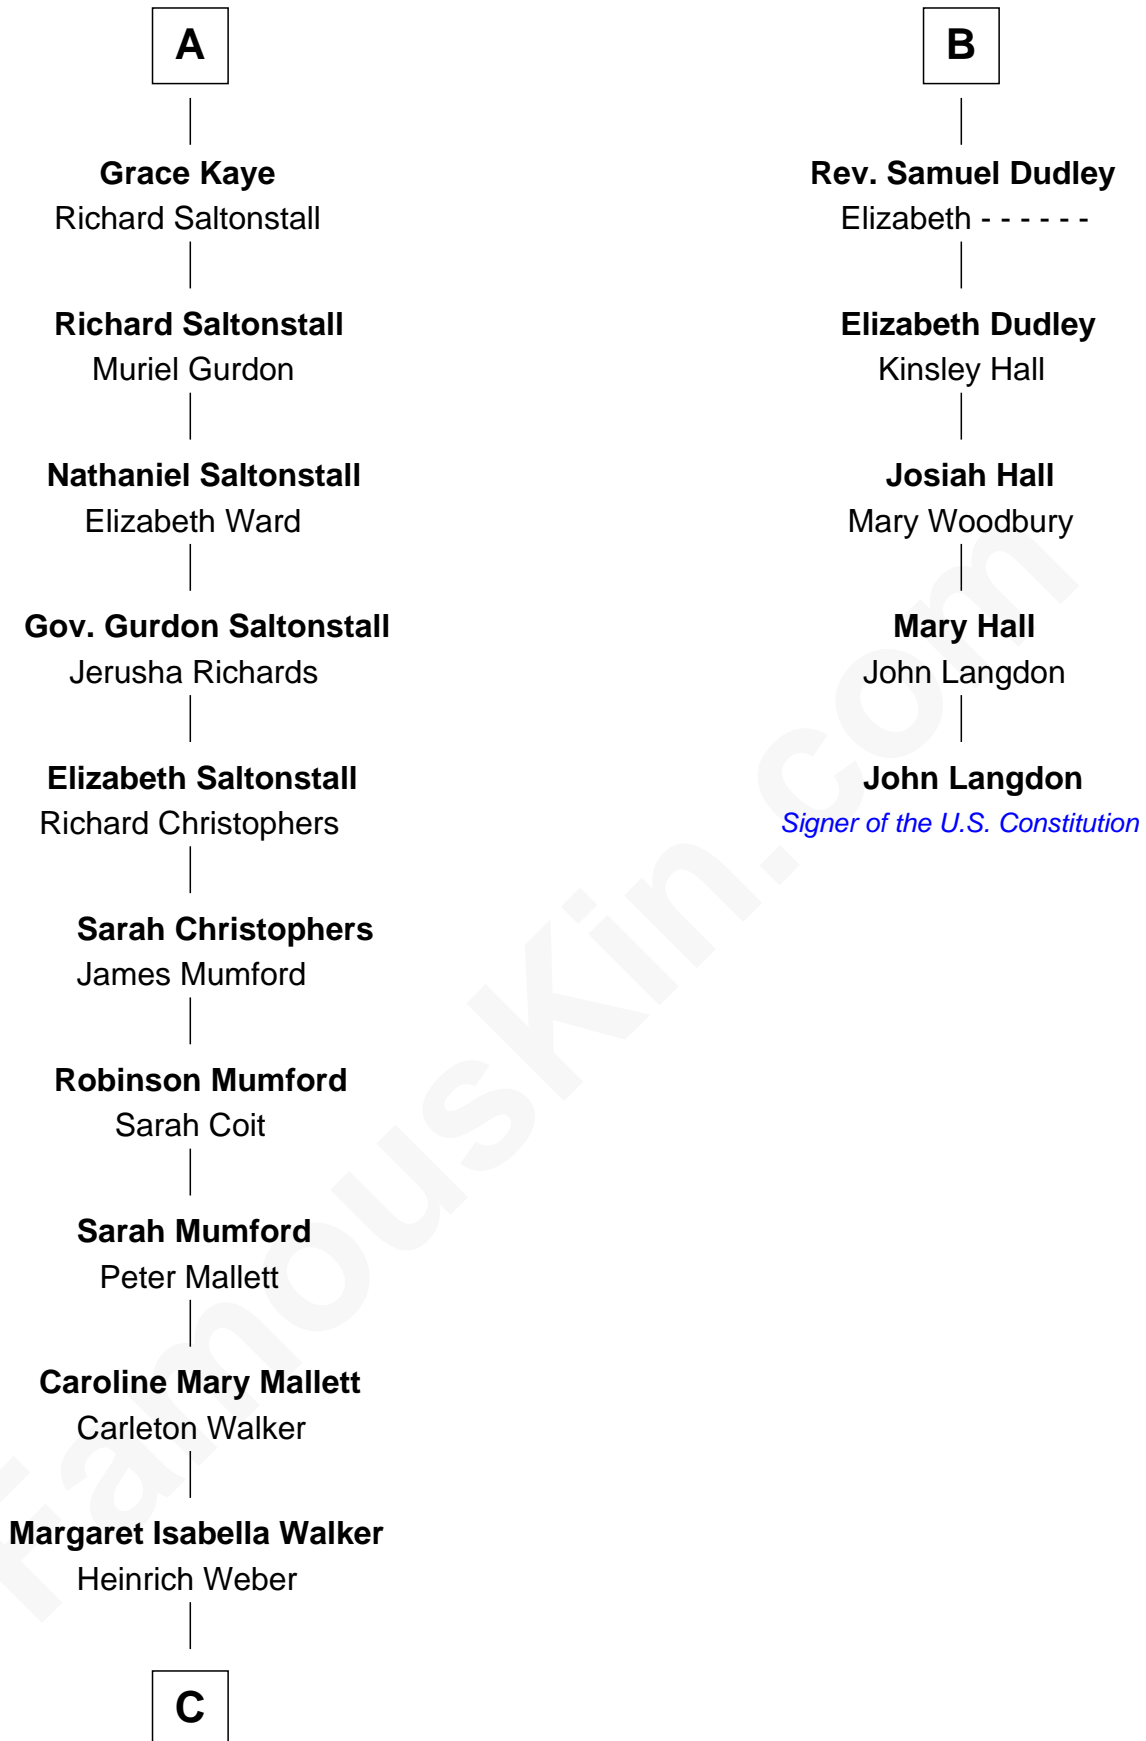 A
Grace Kaye
Richard Saltonstall
Richard Saltonstall
Muriel Gurdon
Nathaniel Saltonstall
Elizabeth Ward
Gov. Gurdon Saltonstall
Jerusha Richards
Elizabeth Saltonstall
Richard Christophers
Sarah Christophers
James Mumford
Robinson Mumford
Sarah Coit
Sarah Mumford
Peter Mallett
Caroline Mary Mallett
Carleton Walker
Margaret Isabella Walker
Heinrich Weber
C
B
Rev. Samuel Dudley
Elizabeth - - - - - -
Elizabeth Dudley
Kinsley Hall
Josiah Hall
Mary Woodbury
Mary Hall
John Langdon
John Langdon
Signer of the U.S. Constitution
FamousKin.com